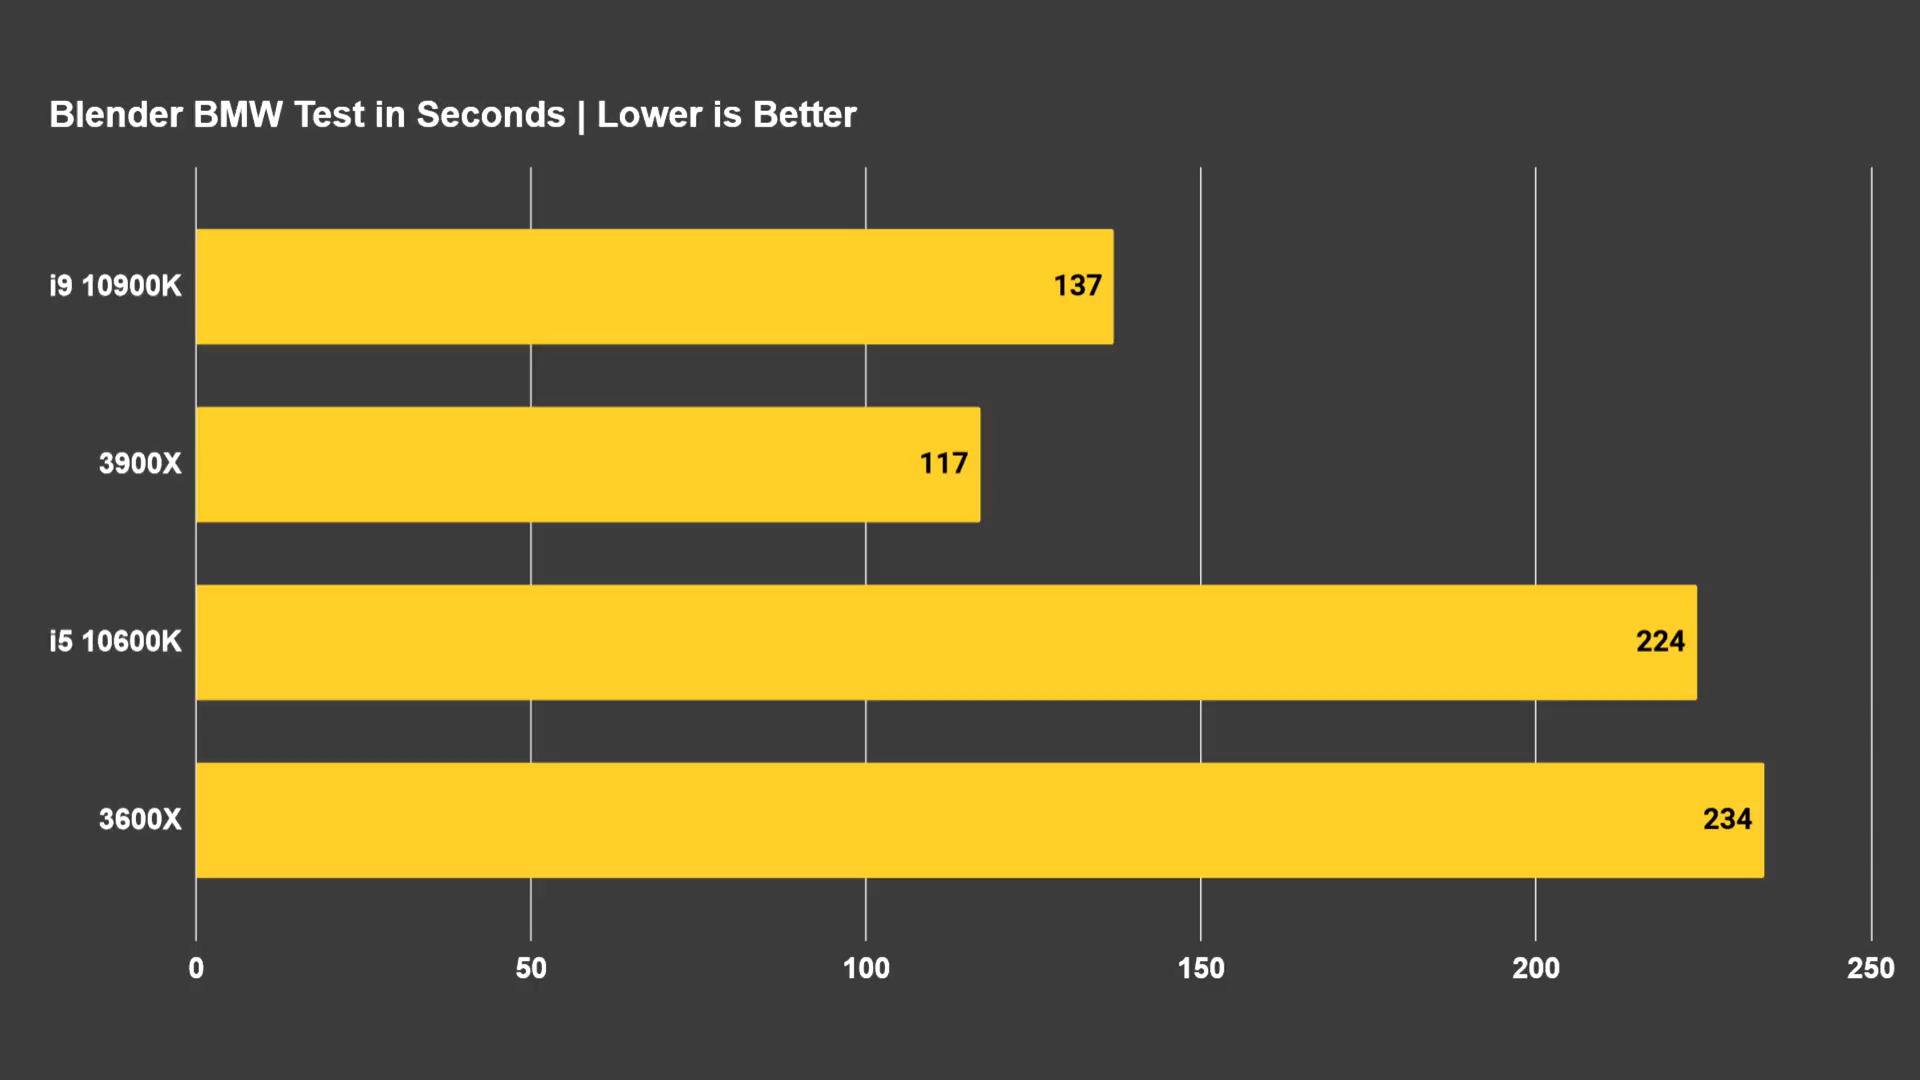 Blender BMW Test in Seconds | Lower is Better
i9 10900K 137
3900X 117
i5 10600K 224
3600X 234
0 50 100 150 200 250